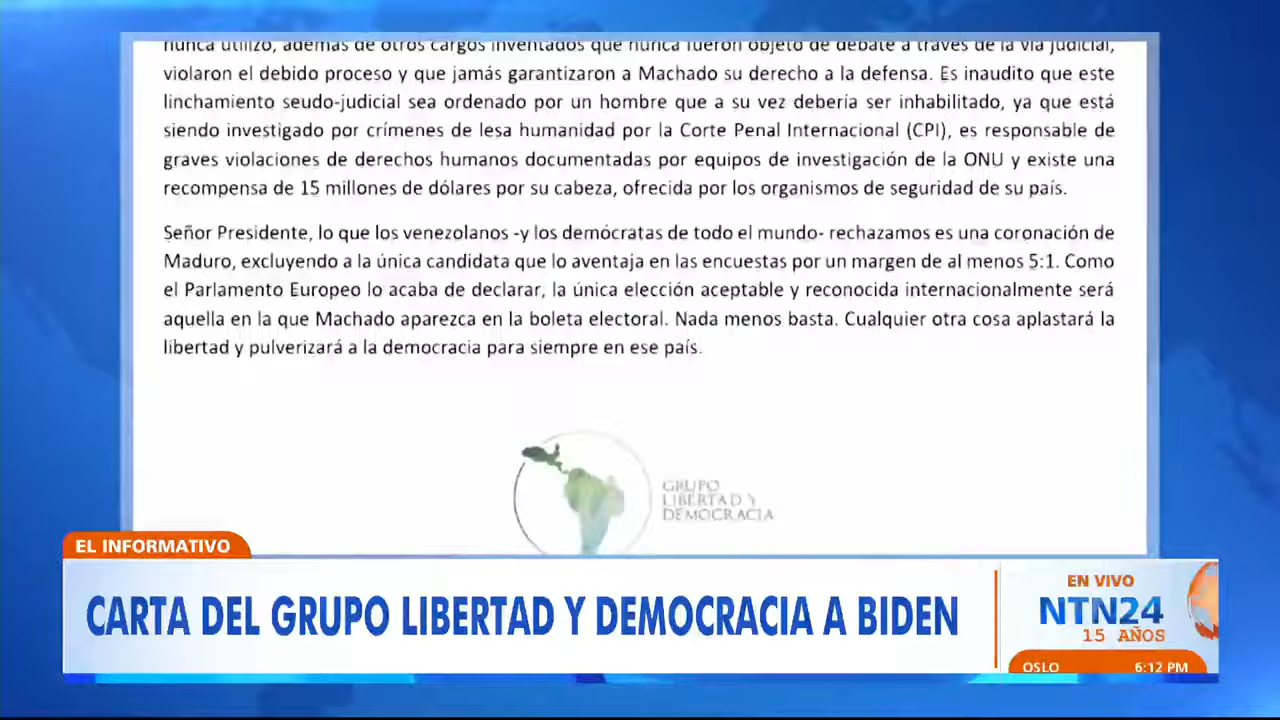 nunca utilizó, además de otros cargos inventados que nunca fueron objeto de debate a través de la vía judicial,
violaron el debido proceso y que jamás garantizaron a Machado su derecho a la defensa. Es inaudito que este
linchamiento seudo-judicial sea ordenado por un hombre que a su vez debería ser inhabilitado, ya que está
siendo investigado por crímenes de lesa humanidad por la Corte Penal Internacional (CPI), es responsable de
graves violaciones de derechos humanos documentadas por equipos de investigación de la ONU y existe una
recompensa de 15 millones de dólares por su cabeza, ofrecida por los organismos de seguridad de su país.
Señor Presidente, lo que los venezolanos -y los demócratas de todo el mundo- rechazamos es una coronación de
Maduro, excluyendo a la única candidata que lo aventaja en las encuestas por un margen de al menos 5:1. Como
el Parlamento Europeo lo acaba de declarar, la única elección aceptable y reconocida internacionalmente será
aquella en la que Machado aparezca en la boleta electoral. Nada menos basta. Cualquier otra cosa aplastará la
libertad y pulverizará a la democracia para siempre en ese país.
GRUPO
LIBERTAD Y
DEMOCRACIA
EL INFORMATIVO
CARTA DEL GRUPO LIBERTAD Y DEMOCRACIA A BIDEN
EN VIVO
NTN24
15 AÑOS
OSLO 6:12 PM